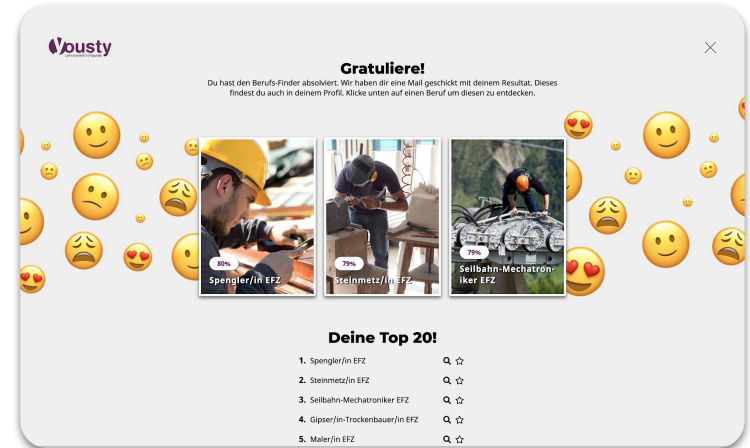 Yousty
Gratuliere!
Du hast den Berufs-Finder absolviert. Wir haben dir eine Mail geschickt mit deinem Resultat. Dieses
findest du auch in deinem Profil. Klicke unten auf einen Beruf um diesen zu entdecken.
80%
Spengler/in EFZ
79%
Steinmetz/in EFZ
79%
Seilbahn-Mechatron-
iker EFZ
Deine Top 20!
1. Spengler/in EFZ
2. Steinmetz/in EFZ
3. Seilbahn-Mechatroniker EFZ
4. Gipser/in-Trockenbauer/in EFZ
5. Maler/in EFZ